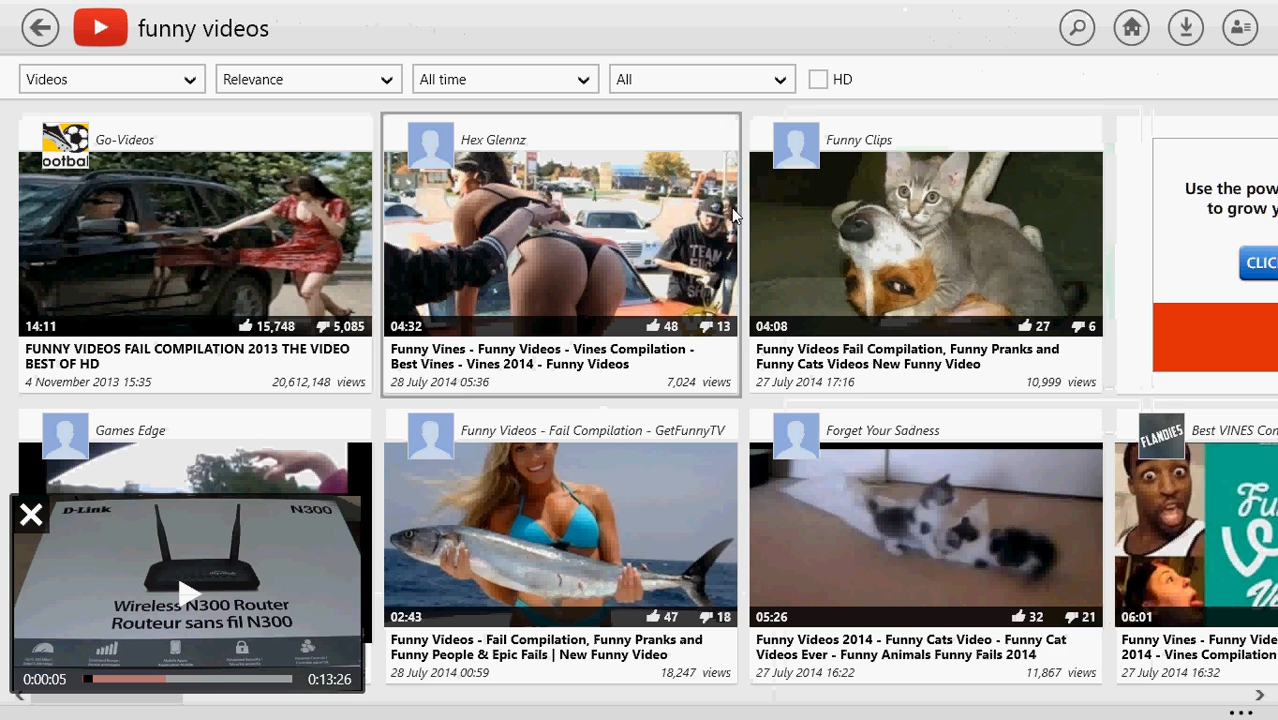 funny videos
Videos
Relevance
All time
All
HD
ootbal
Go-Videos
14:11
15,748
5,085
FUNNY VIDEOS FAIL COMPILATION 2013 THE VIDEO
BEST OF HD
4 November 2013 15:35
20,612,148 views
Hex Glennz
TEAM
04:32
48
13
Funny Vines - Funny Videos - Vines Compilation -
Best Vines - Vines 2014 - Funny Videos
28 July 2014 05:36
7,024 views
Funny Clips
04:08
27
6
Funny Videos Fail Compilation, Funny Pranks and
Funny Cats Videos New Funny Video
27 July 2014 17:16
10,999 views
Use the pow
to grow y
CLIC
Games Edge
D-Link
N300
Wireless N300 Router
Routeur sans fil N300
0:00:05
0:13:26
Funny Videos - Fail Compilation - GetFunnyTV
02:43
47
18
Funny Videos - Fail Compilation, Funny Pranks and
Funny People & Epic Fails | New Funny Video
28 July 2014 00:59
18,247 views
Forget Your Sadness
05:26
32
21
Funny Videos 2014 - Funny Cats Video - Funny Cat
Videos Ever - Funny Animals Funny Fails 2014
27 July 2014 16:22
11,867 views
FLANDIES
Best VINES Con
06:01
Funny Vines - Funny Vide
2014 - Vines Compilation
27 July 2014 16:32